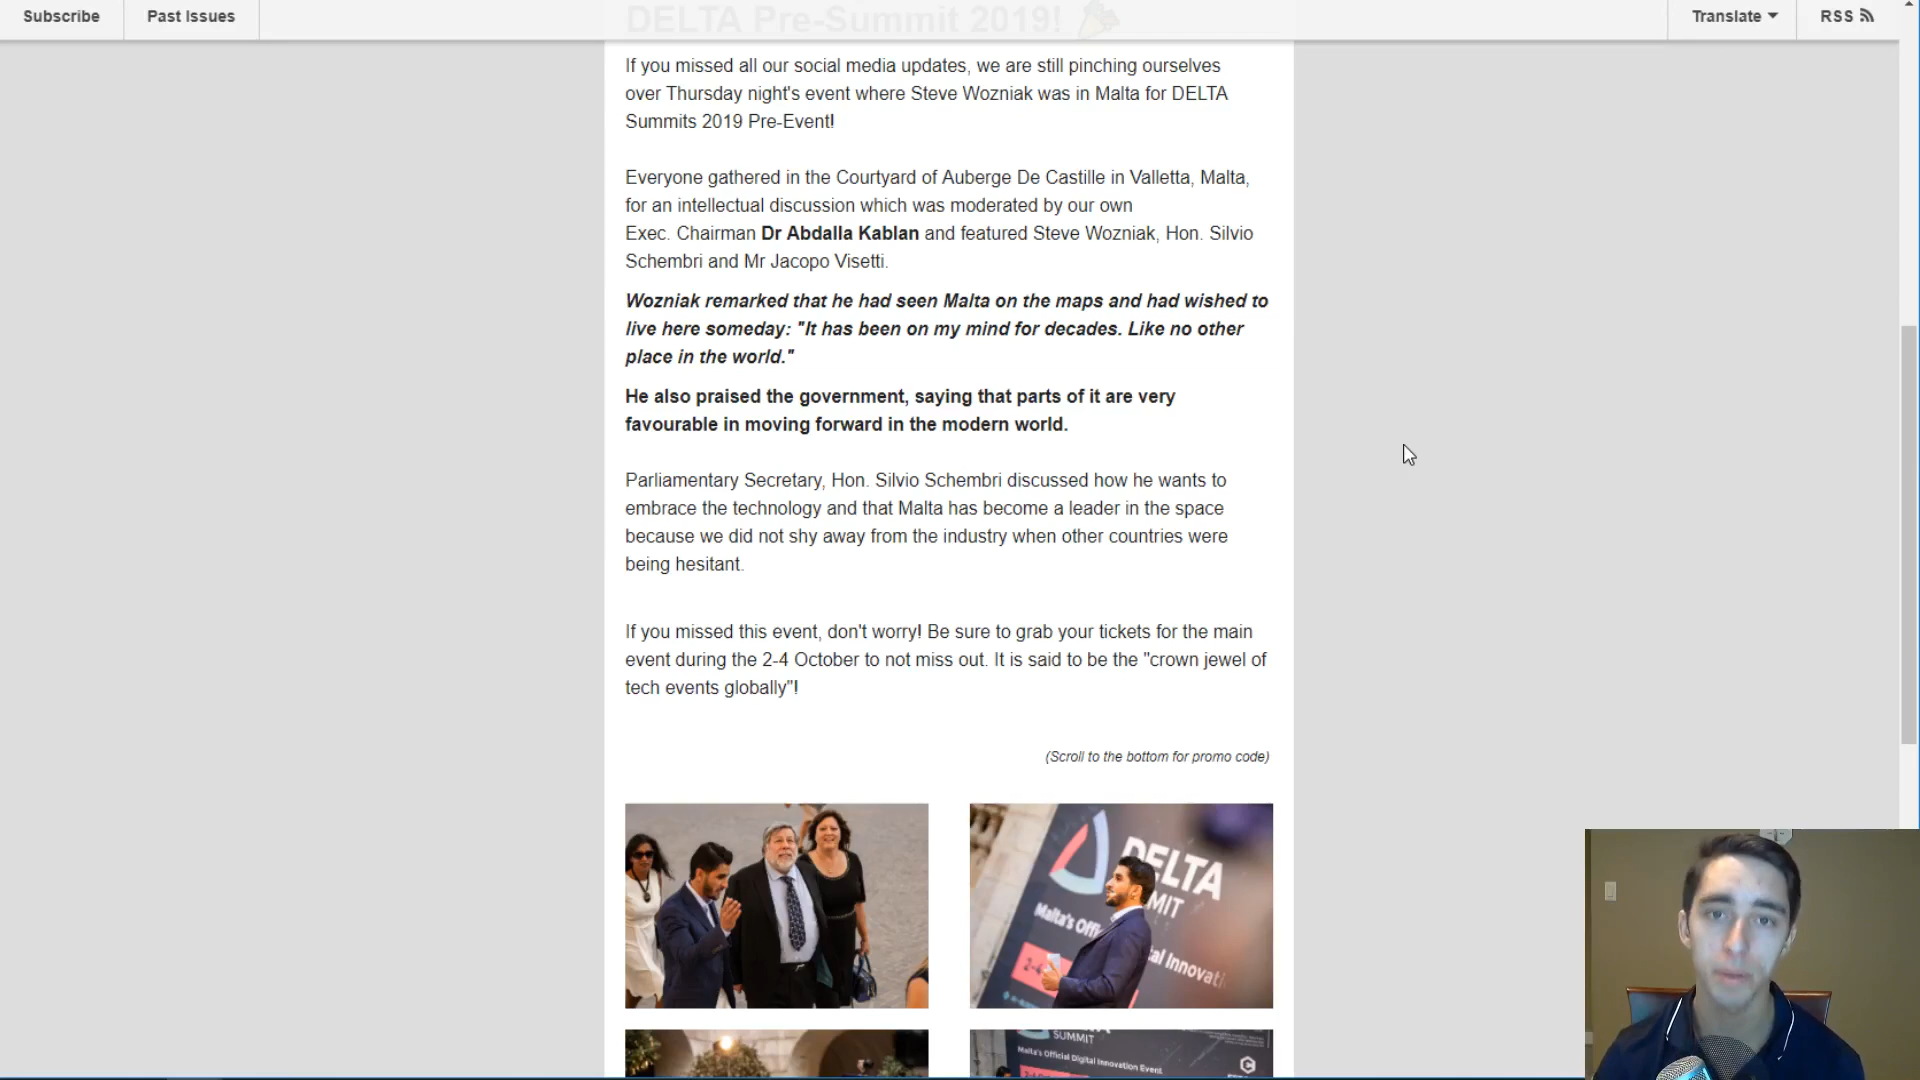 Subscribe
Past Issues
Translate
RSS
DELTA Pre-Summit 2019!
If you missed all our social media updates, we are still pinching ourselves
over Thursday night's event where Steve Wozniak was in Malta for DELTA
Summits 2019 Pre-Event!
Everyone gathered in the Courtyard of Auberge De Castille in Valletta, Malta,
for an intellectual discussion which was moderated by our own
Exec. Chairman Dr Abdalla Kablan and featured Steve Wozniak, Hon. Silvio
Schembri and Mr Jacopo Visetti.
Wozniak remarked that he had seen Malta on the maps and had wished to
live here someday: "It has been on my mind for decades. Like no other
place in the world."
He also praised the government, saying that parts of it are very
favourable in moving forward in the modern world.
Parliamentary Secretary, Hon. Silvio Schembri discussed how he wants to
embrace the technology and that Malta has become a leader in the space
because we did not shy away from the industry when other countries were
being hesitant.
If you missed this event, don't worry! Be sure to grab your tickets for the main
event during the 2-4 October to not miss out. It is said to be the "crown jewel of
tech events globally"!
(Scroll to the bottom for promo code)
DELTA
MIT
Malta's Offi
tal Innovati
SUMMIT
Malta's Official Digital Innovation Event